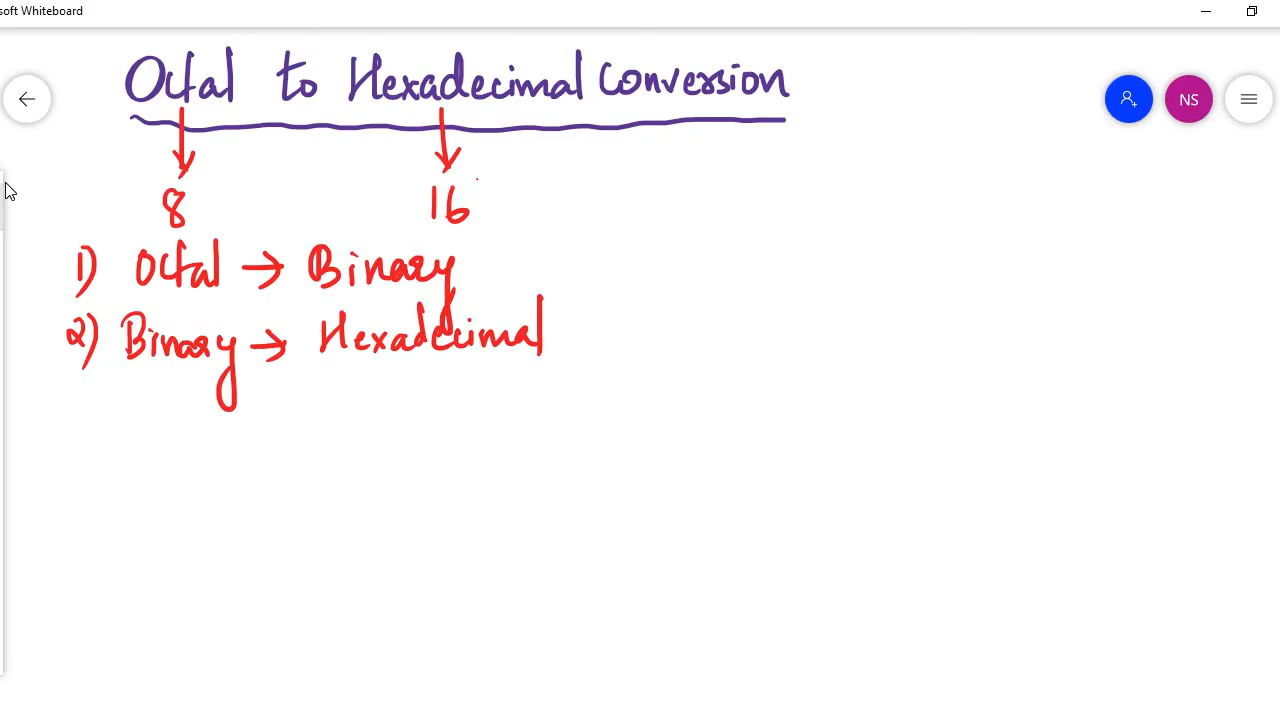 soft Whiteboard
Octal to Hexadecimal Conversion
NS
8 16
1) Octal → Binary
2) Binary → Hexadecimal